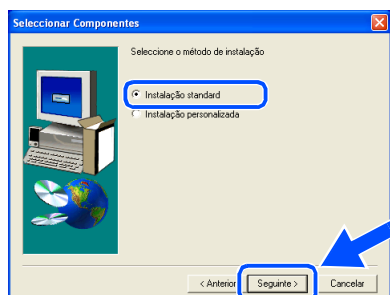 Seleccionar Componentes
Seleccione o método de instalação
Instalação standard
Instalação personalizada
< Anterior
Seguinte >
Cancelar